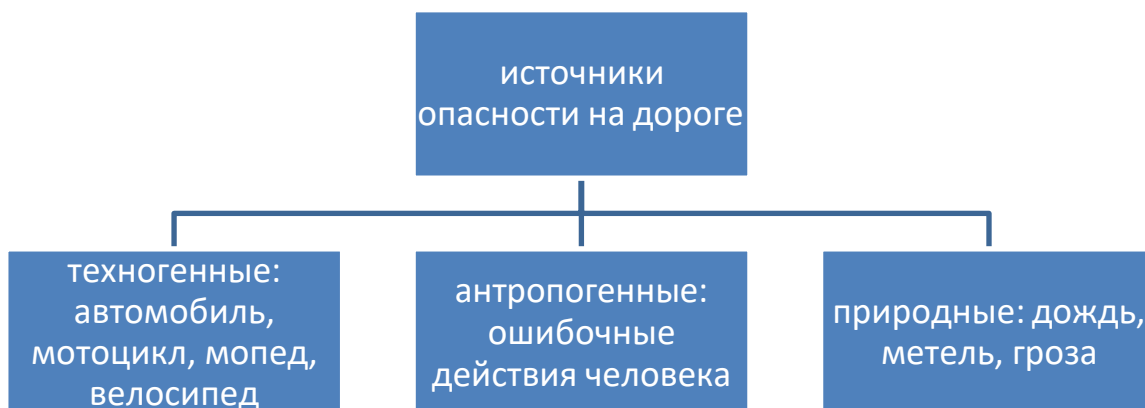 источники
опасности на дороге
техногенные:
автомобиль,
мотоцикл, мопед,
велосипед
антропогенные:
ошибочные
действия человека
природные: дождь,
метель, гроза